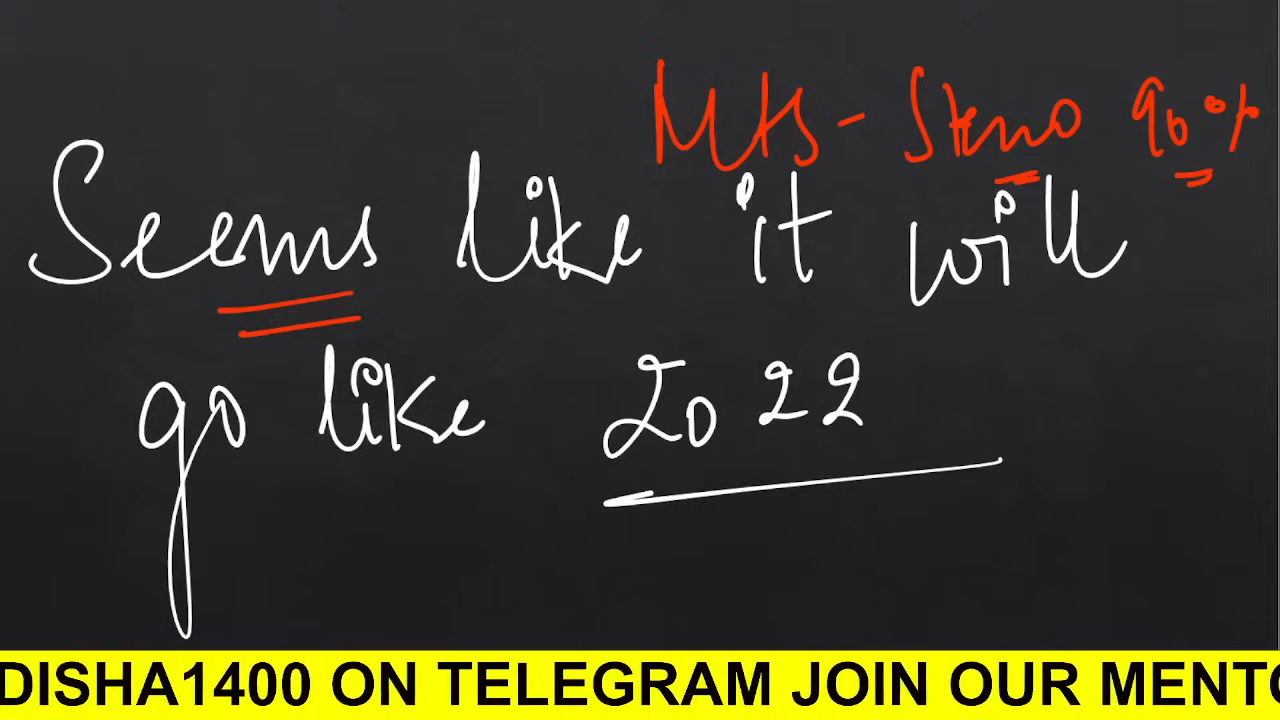 MTS - Steno 90%
Seems like it will
go like 2022
DISHA1400 ON TELEGRAM JOIN OUR MENTO